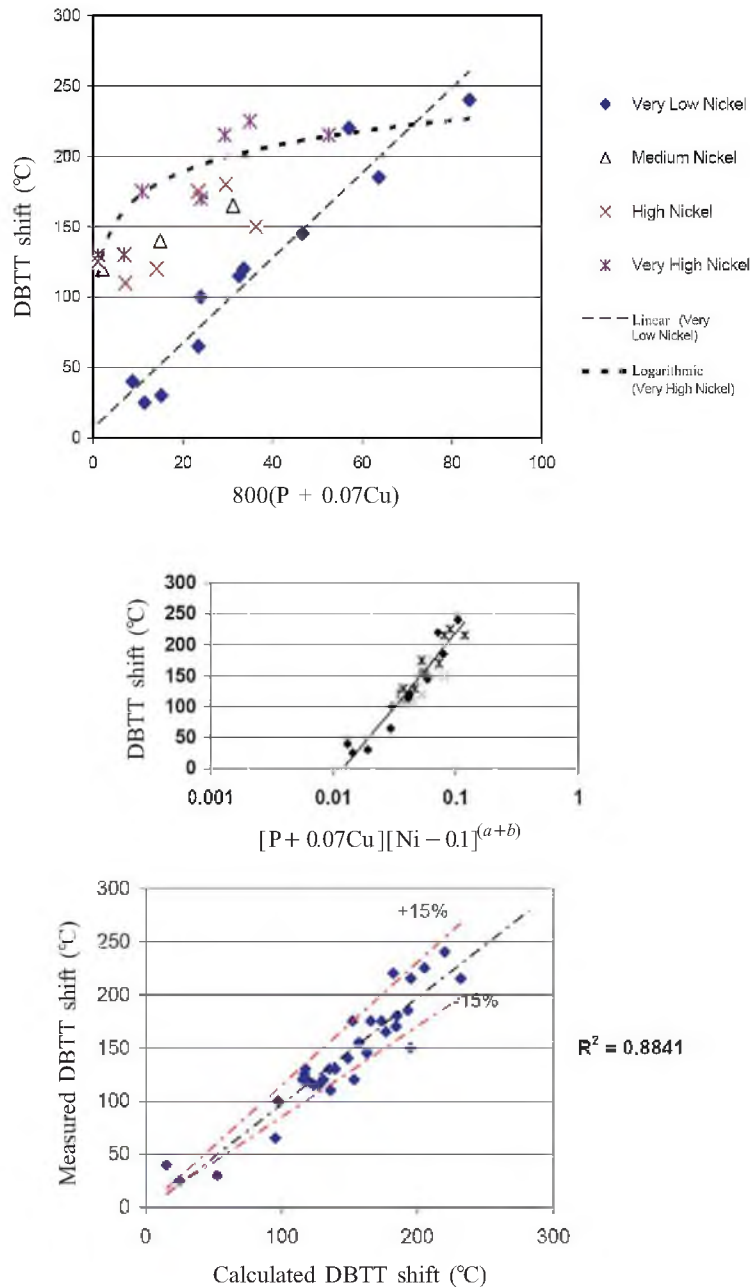 300
250
200
150
100
50
0
DBTT shift (°C)
0 20 40 60 80 100
800(P + 0.07Cu)
Very Low Nickel
Medium Nickel
High Nickel
Very High Nickel
Linear (Very
Low Nickel)
Logarithmic
(Very High Nickel)
300
250
200
150
100
50
0
DBTT shift (°C)
0.001 0.01 0.1 1
[P + 0.07Cu][Ni − 0.1]^(a+b)
300
250
200
150
100
50
0
Measured DBTT shift (°C)
+15%
-15%
R² = 0.8841
0 100 200 300
Calculated DBTT shift (°C)